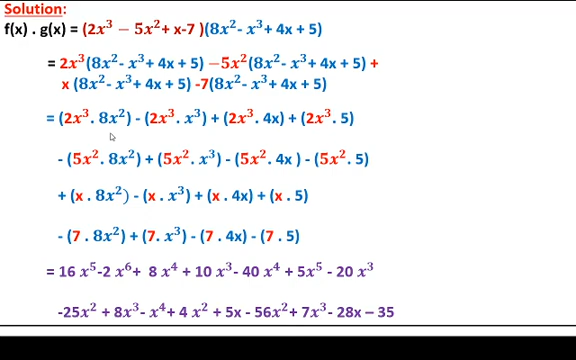 Solution:
f(x) . g(x) = (2x³ − 5x²+ x-7 )(8x²- x³+ 4x + 5)
= 2x³(8x²- x³+ 4x + 5) −5x²(8x²- x³+ 4x + 5) +
x (8x²- x³+ 4x + 5) -7(8x²- x³+ 4x + 5)
= (2x³. 8x²) - (2x³. x³) + (2x³. 4x) + (2x³. 5)
- (5x². 8x²) + (5x². x³) - (5x². 4x ) - (5x². 5)
+ (x . 8x²) - (x . x³) + (x . 4x) + (x . 5)
- (7 . 8x²) + (7. x³) - (7 . 4x) - (7 . 5)
= 16 x⁵-2 x⁶+ 8 x⁴ + 10 x³- 40 x⁴ + 5x⁵ - 20 x³
-25x² + 8x³- x⁴+ 4 x² + 5x - 56x²+ 7x³- 28x – 35